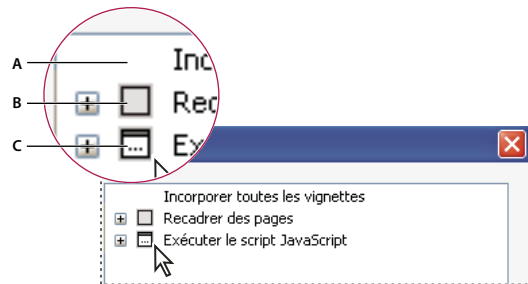 A
Inc
B
Rec
C
Ex
Incorporer toutes les vignettes
Recadrer des pages
Exécuter le script JavaScript